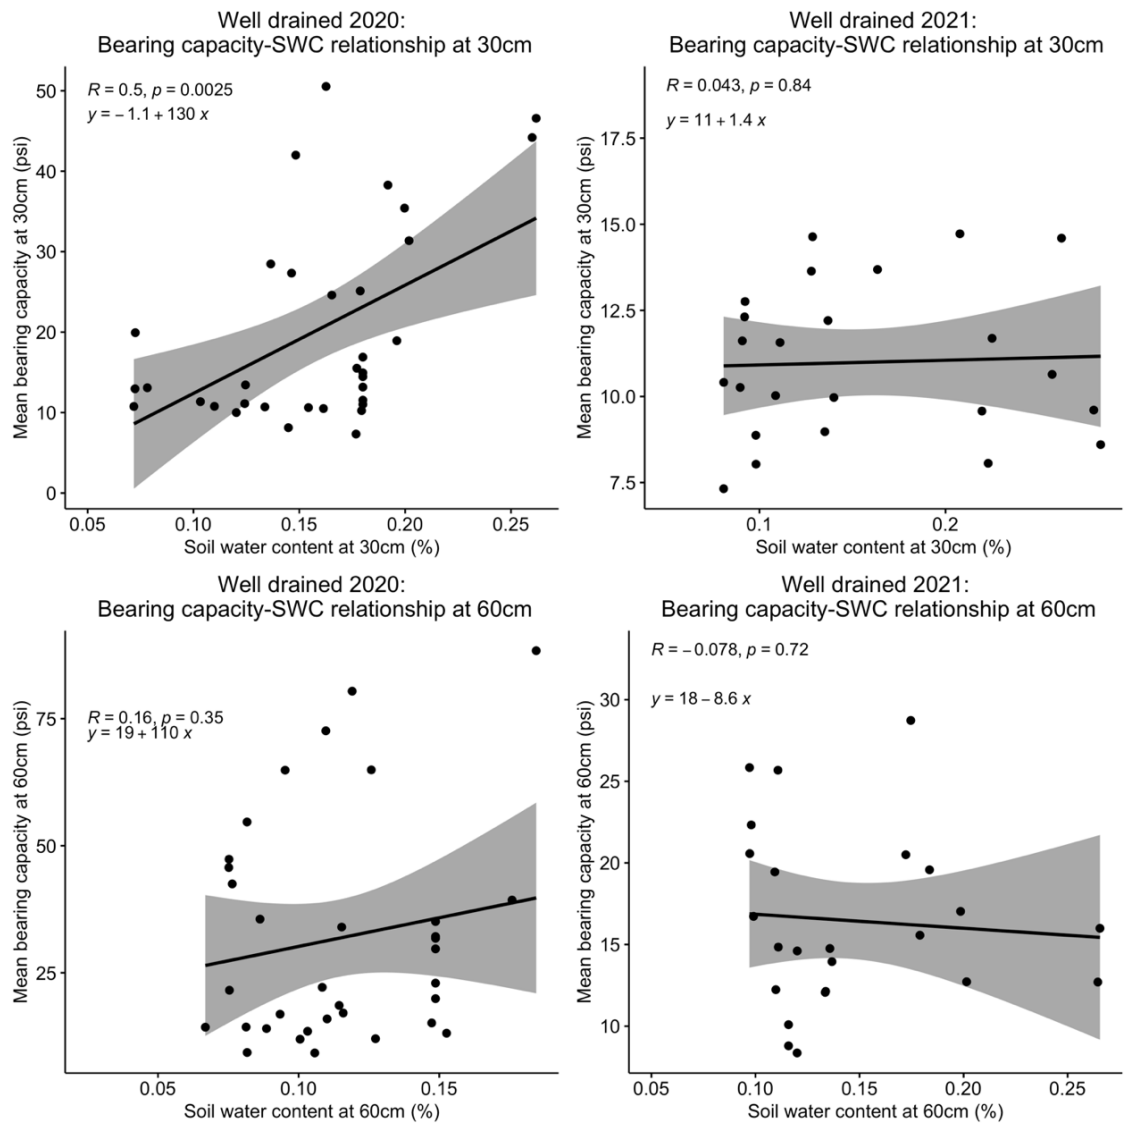 Well drained 2020:
Bearing capacity-SWC relationship at 30cm
R = 0.5, p = 0.0025
y = − 1.1 + 130 x
Mean bearing capacity at 30cm (psi)
50
40
30
20
10
0
0.05 0.10 0.15 0.20 0.25
Soil water content at 30cm (%)
Well drained 2021:
Bearing capacity-SWC relationship at 30cm
R = 0.043, p = 0.84
y = 11 + 1.4 x
Mean bearing capacity at 30cm (psi)
17.5
15.0
12.5
10.0
7.5
0.1 0.2
Soil water content at 30cm (%)
Well drained 2020:
Bearing capacity-SWC relationship at 60cm
R = 0.16, p = 0.35
y = 19 + 110 x
Mean bearing capacity at 60cm (psi)
75
50
25
0.05 0.10 0.15
Soil water content at 60cm (%)
Well drained 2021:
Bearing capacity-SWC relationship at 60cm
R = − 0.078, p = 0.72
y = 18 − 8.6 x
Mean bearing capacity at 60cm (psi)
30
25
20
15
10
0.05 0.10 0.15 0.20 0.25
Soil water content at 60cm (%)